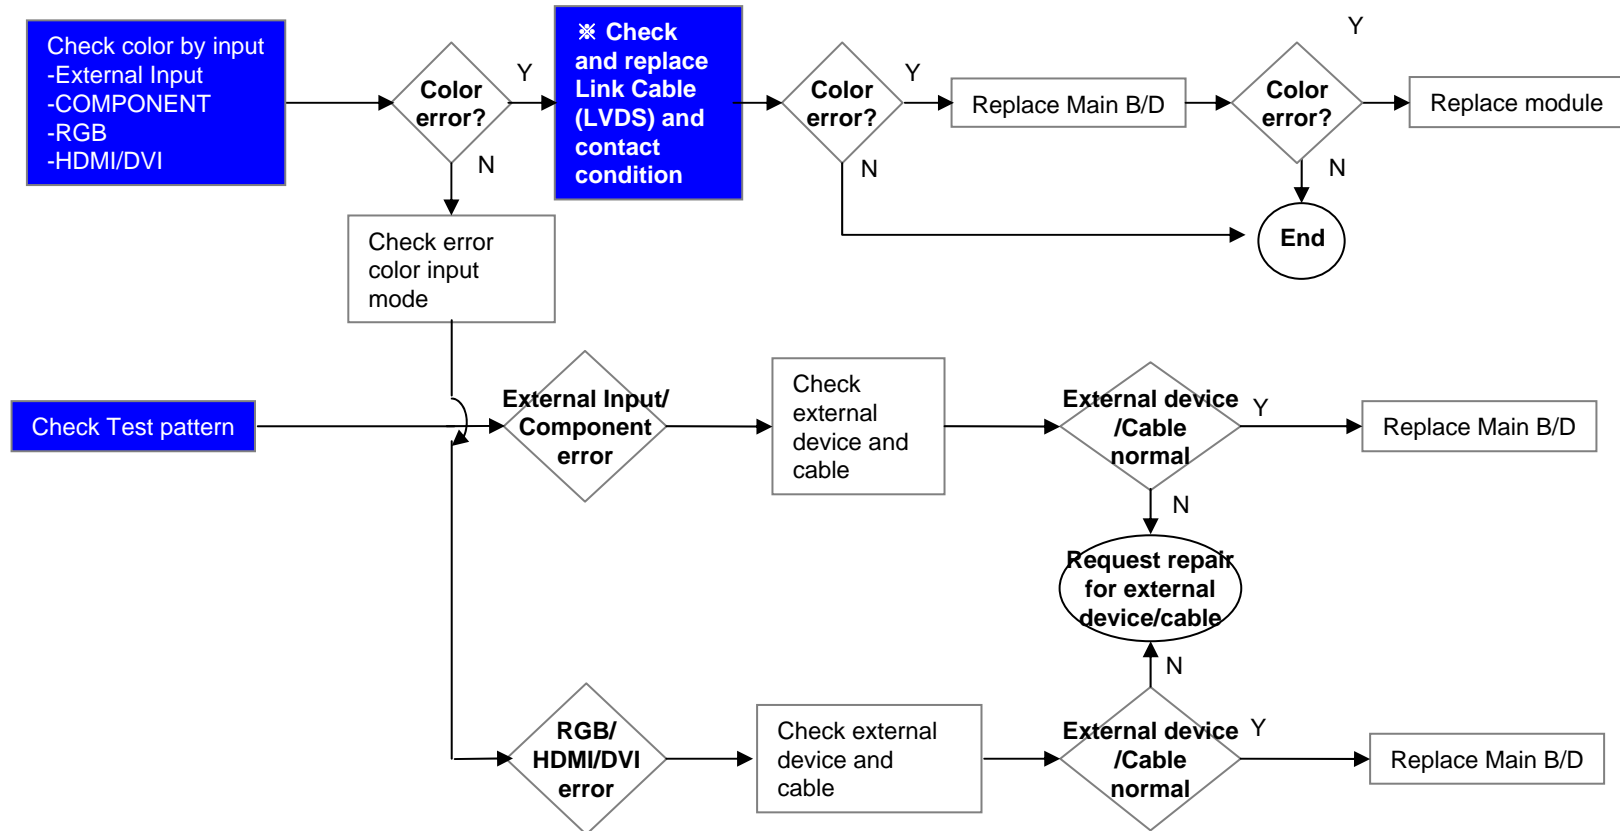 Check color by input
-External Input
-COMPONENT
-RGB
-HDMI/DVI
Color
error?
Y
N
※ Check
and replace
Link Cable
(LVDS) and
contact
condition
Color
error?
Y
N
Replace Main B/D
Color
error?
Y
N
Replace module
End
Check error
color input
mode
Check Test pattern
External Input/
Component
error
Check
external
device and
cable
External device
/Cable
normal
Y
N
Replace Main B/D
Request repair
for external
device/cable
N
RGB/
HDMI/DVI
error
Check external
device and
cable
External device
/Cable
normal
Y
Replace Main B/D